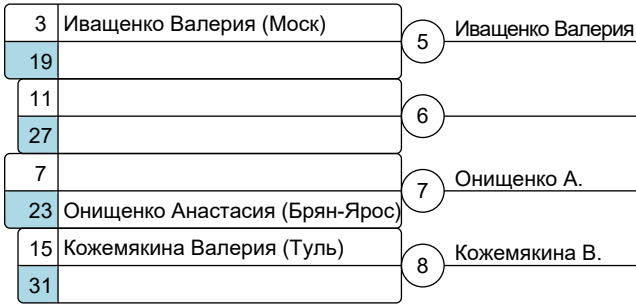 3 Иващенко Валерия (Моск)
5 Иващенко Валерия
19
11
6
27
7
7 Онищенко А.
23 Онищенко Анастасия (Брян-Ярос)
15 Кожемякина Валерия (Туль)
8 Кожемякина В.
31